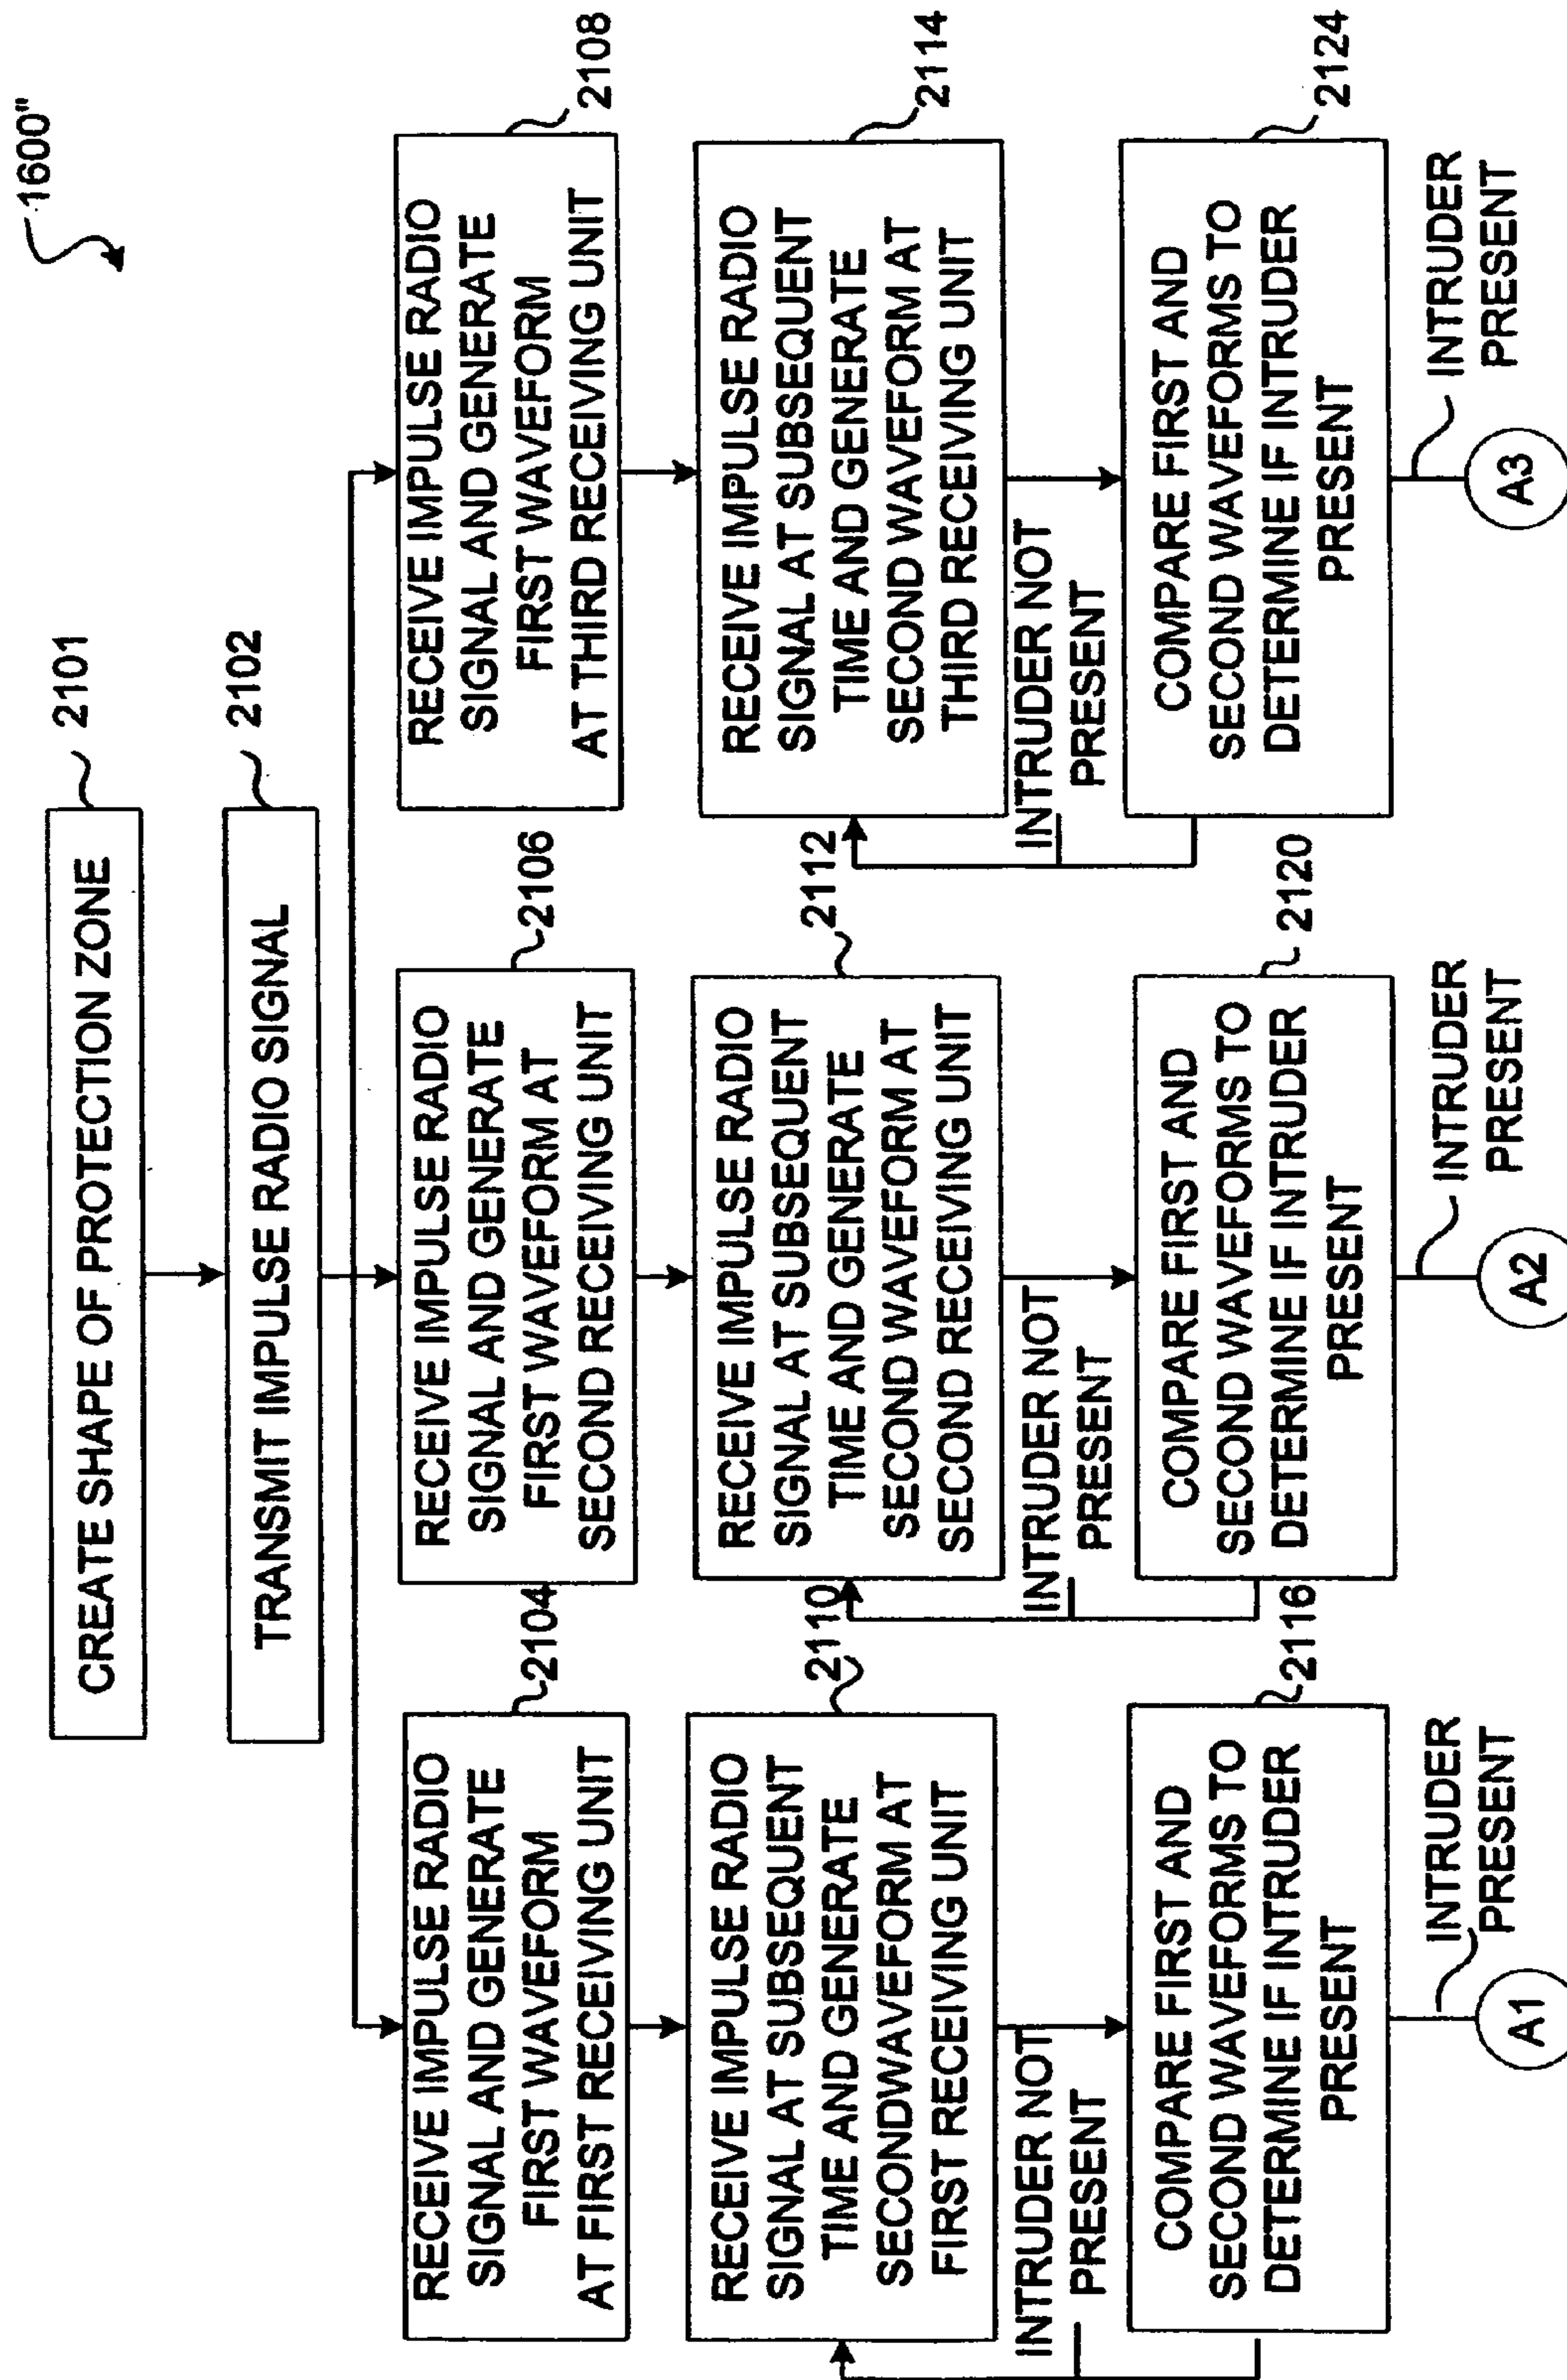 1600"
CREATE SHAPE OF PROTECTION ZONE
2101
TRANSMIT IMPULSE RADIO SIGNAL
2102
RECEIVE IMPULSE RADIO
SIGNAL AND GENERATE
FIRST WAVEFORM
AT FIRST RECEIVING UNIT
2104
RECEIVE IMPULSE RADIO
SIGNAL AND GENERATE
FIRST WAVEFORM AT
SECOND RECEIVING UNIT
2106
RECEIVE IMPULSE RADIO
SIGNAL AND GENERATE
FIRST WAVEFORM
AT THIRD RECEIVING UNIT
2108
RECEIVE IMPULSE RADIO
SIGNAL AT SUBSEQUENT
TIME AND GENERATE
SECONDWAVEFORM AT
FIRST RECEIVING UNIT
2110
RECEIVE IMPULSE RADIO
SIGNAL AT SUBSEQUENT
TIME AND GENERATE
SECOND WAVEFORM AT
SECOND RECEIVING UNIT
2112
RECEIVE IMPULSE RADIO
SIGNAL AT SUBSEQUENT
TIME AND GENERATE
SECOND WAVEFORM AT
THIRD RECEIVING UNIT
2114
INTRUDER NOT
PRESENT
INTRUDER NOT
PRESENT
INTRUDER NOT
PRESENT
COMPARE FIRST AND
SECOND WAVEFORMS TO
DETERMINE IF INTRUDER
PRESENT
2116
COMPARE FIRST AND
SECOND WAVEFORMS TO
DETERMINE IF INTRUDER
PRESENT
2120
COMPARE FIRST AND
SECOND WAVEFORMS TO
DETERMINE IF INTRUDER
PRESENT
2124
INTRUDER
PRESENT
INTRUDER
PRESENT
INTRUDER
PRESENT
A1
A2
A3